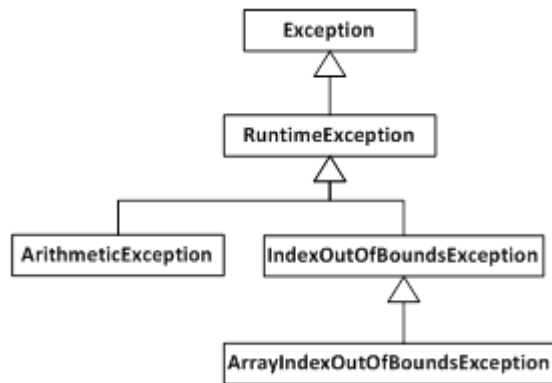 Exception
RuntimeException
ArithmeticException
IndexOutOfBoundsException
ArrayIndexOutOfBoundsException